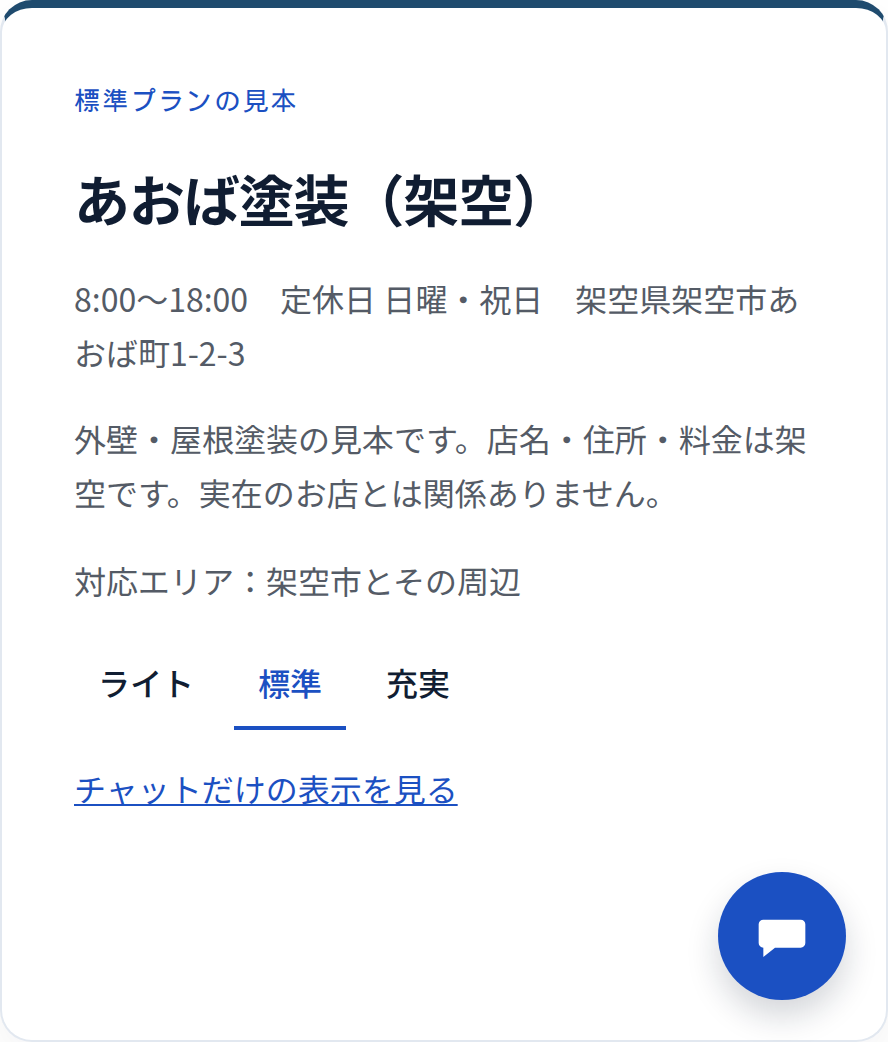 標準プランの見本
あおば塗装（架空）
8:00〜18:00　定休日 日曜・祝日　架空県架空市あ
おば町1-2-3
外壁・屋根塗装の見本です。店名・住所・料金は架
空です。実在のお店とは関係ありません。
対応エリア：架空市とその周辺
ライト　標準　充実
チャットだけの表示を見る